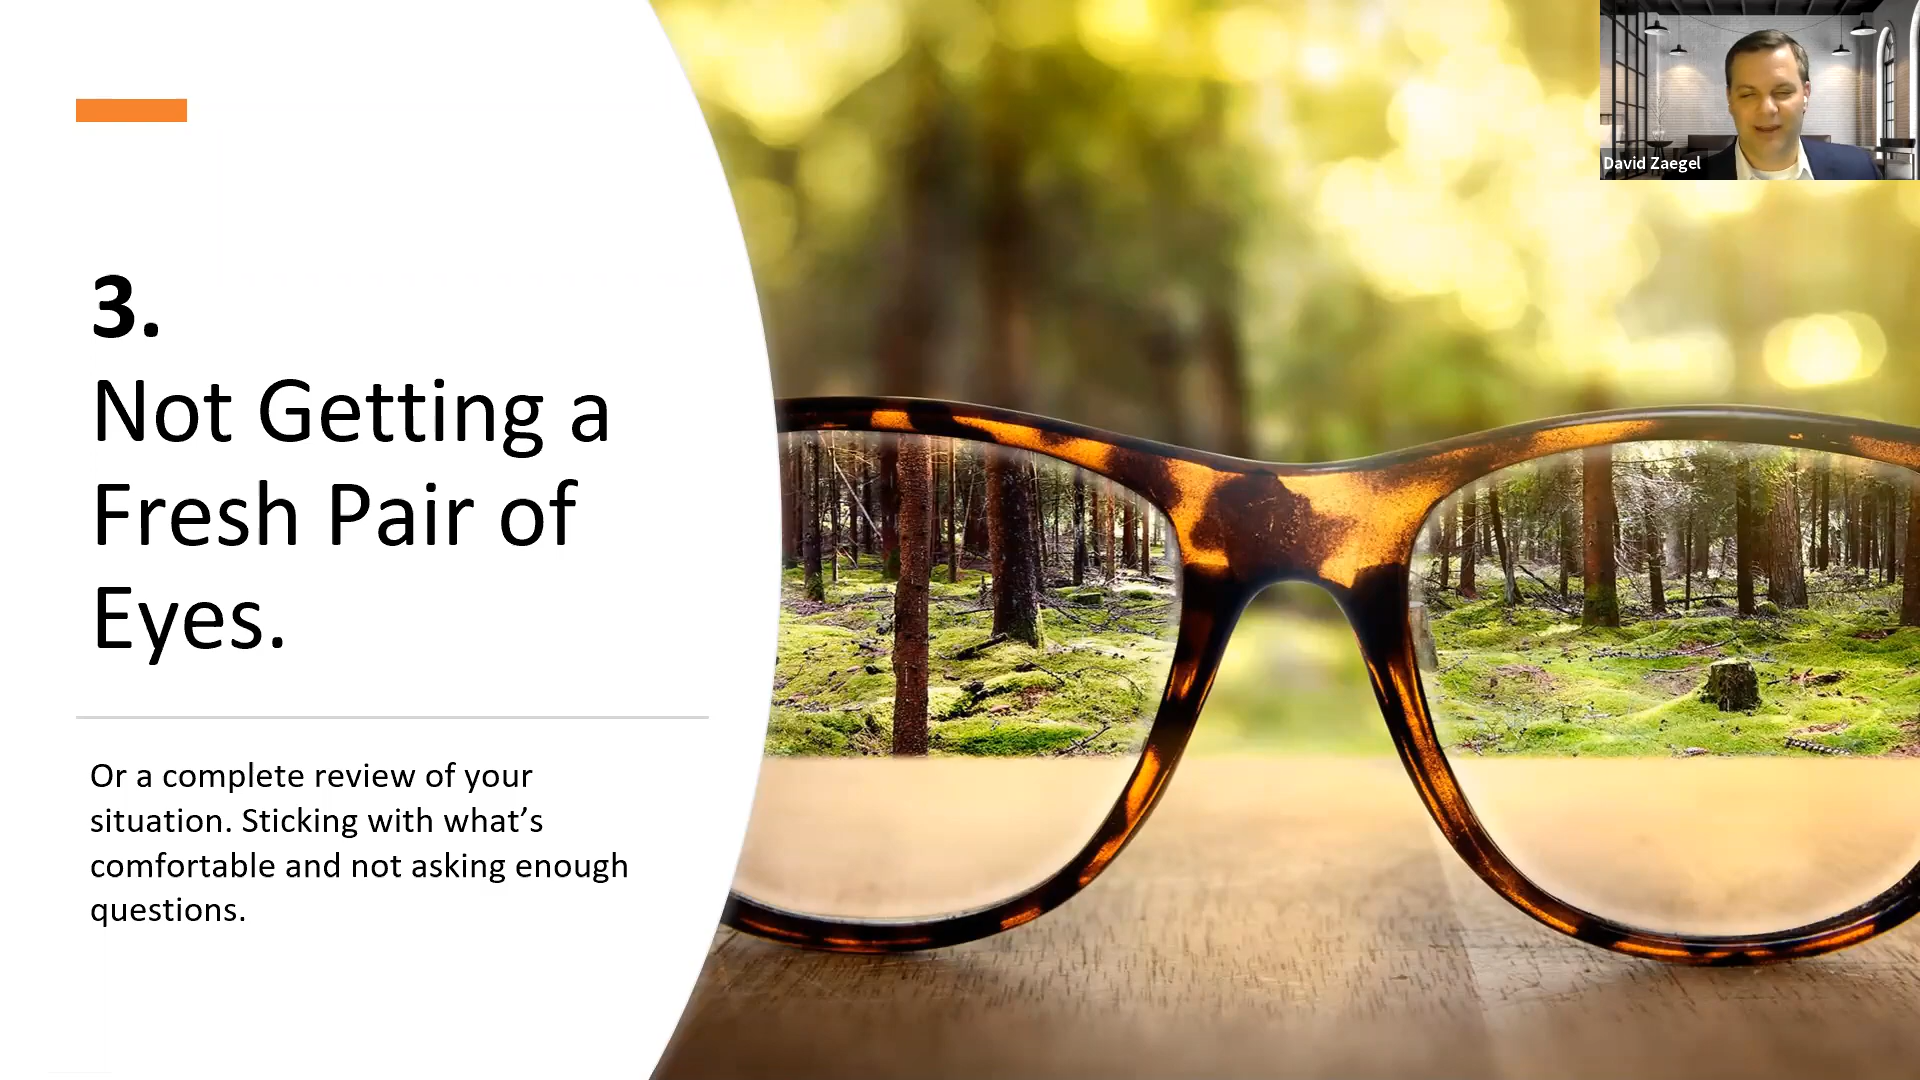 David Zaegel
3.
Not Getting a
Fresh Pair of
Eyes.
Or a complete review of your
situation. Sticking with what’s
comfortable and not asking enough
questions.